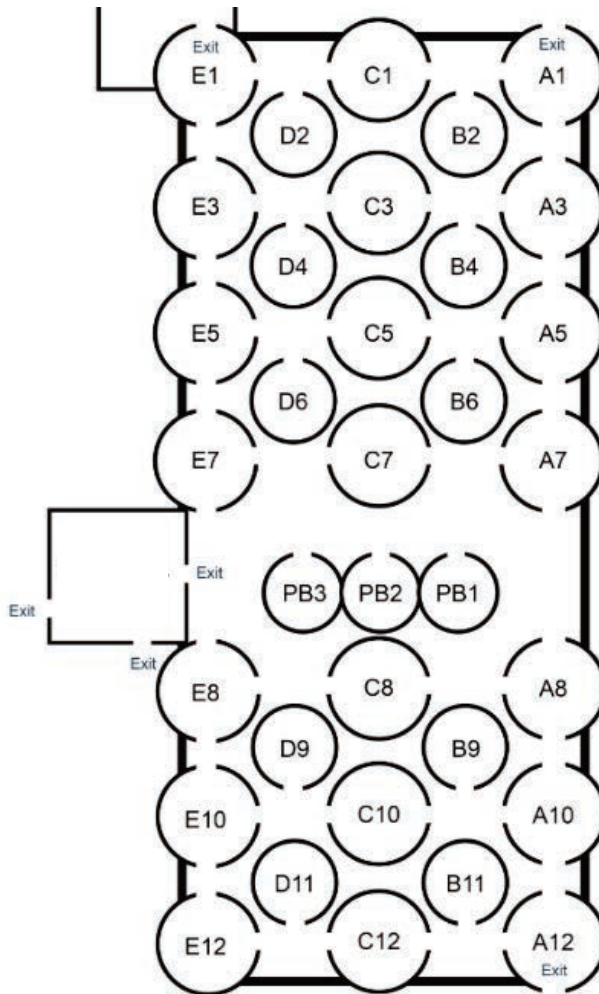 Exit Exit
E1 C1 A1
D2 B2
E3 C3 A3
D4 B4
E5 C5 A5
D6 B6
E7 C7 A7
Exit
PB3 PB2 PB1
Exit
Exit
E8 C8 A8
D9 B9
E10 C10 A10
D11 B11
E12 C12 A12
Exit